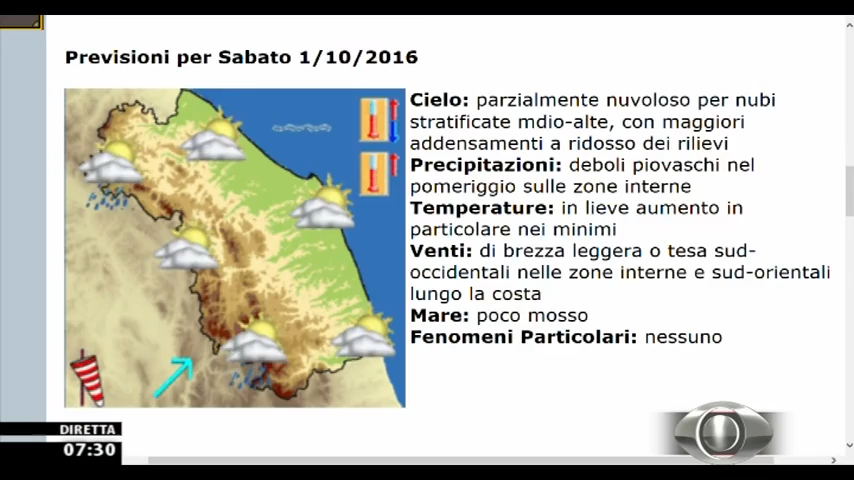 Previsioni per Sabato 1/10/2016
Cielo: parzialmente nuvoloso per nubi
stratificate mdio-alte, con maggiori
addensamenti a ridosso dei rilievi
Precipitazioni: deboli piovaschi nel
pomeriggio sulle zone interne
Temperature: in lieve aumento in
particolare nei minimi
Venti: di brezza leggera o tesa sud-
occidentali nelle zone interne e sud-orientali
lungo la costa
Mare: poco mosso
Fenomeni Particolari: nessuno
DIRETTA
07:30